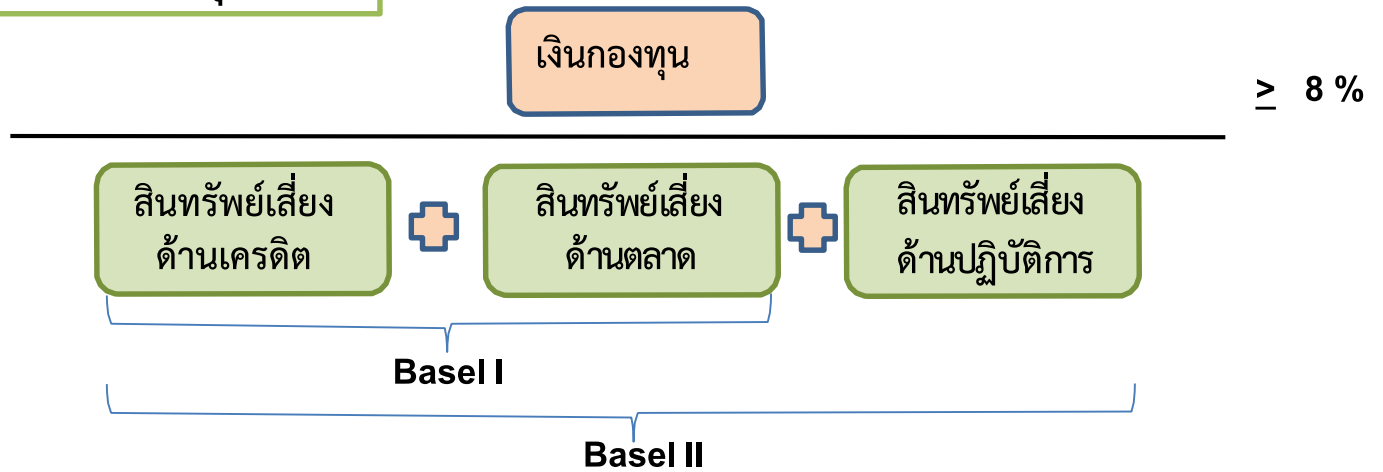 เงินกองทุน
≥ 8 %
สินทรัพย์เสี่ยง
ด้านเครดิต
สินทรัพย์เสี่ยง
ด้านตลาด
สินทรัพย์เสี่ยง
ด้านปฏิบัติการ
Basel I
Basel II